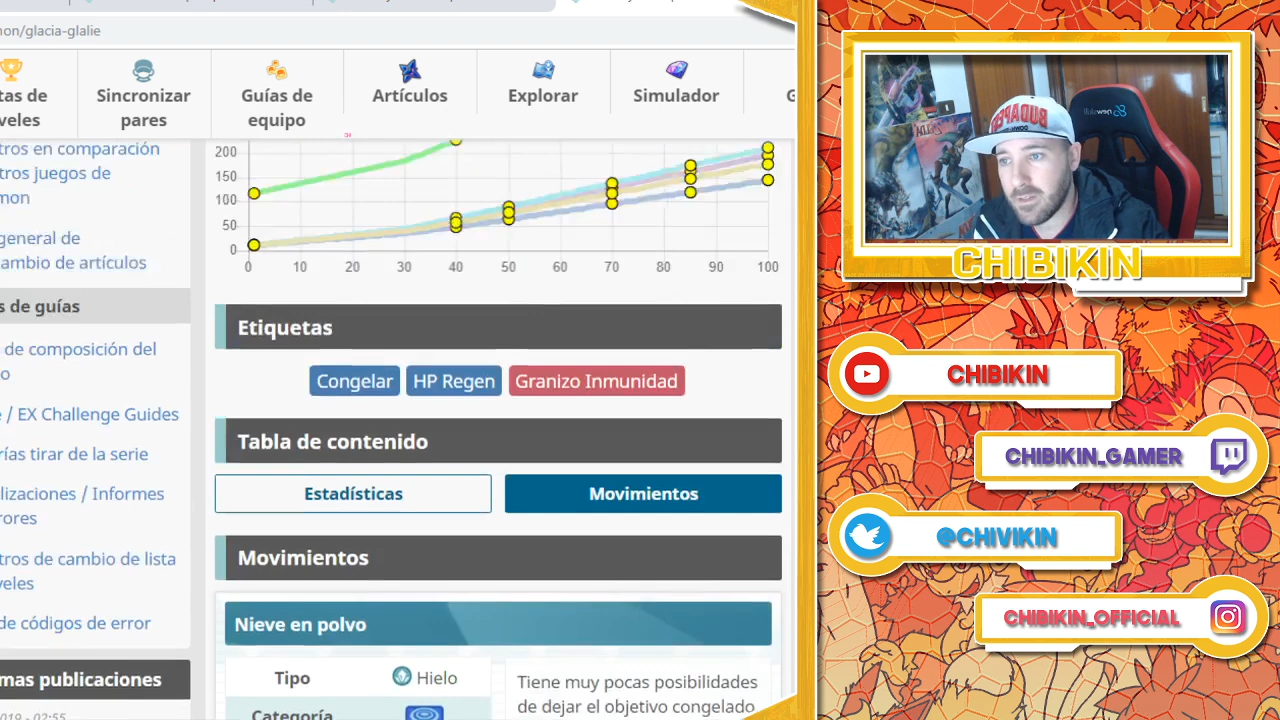 non/glacia-glalie
tas de
veles
Sincronizar
pares
Guías de
equipo
Artículos
Explorar
Simulador
G
tros en comparación
tros juegos de
mon
general de
cambio de artículos
s de guías
de composición del
o
e / EX Challenge Guides
rías tirar de la serie
lizaciones / Informes
rores
tros de cambio de lista
veles
de códigos de error
mas publicaciones
2019 - 02:55
200
150
100
50
0
0 10 20 30 40 50 60 70 80 90 100
Etiquetas
Congelar HP Regen Granizo Inmunidad
Tabla de contenido
Estadísticas Movimientos
Movimientos
Nieve en polvo
Tipo Hielo
Categoría
Tiene muy pocas posibilidades
de dejar el objetivo congelado.
BUDAPES
CHIBIKIN
CHIBIKIN
CHIBIKIN_GAMER
@CHIVIKIN
CHIBIKIN_OFFICIAL